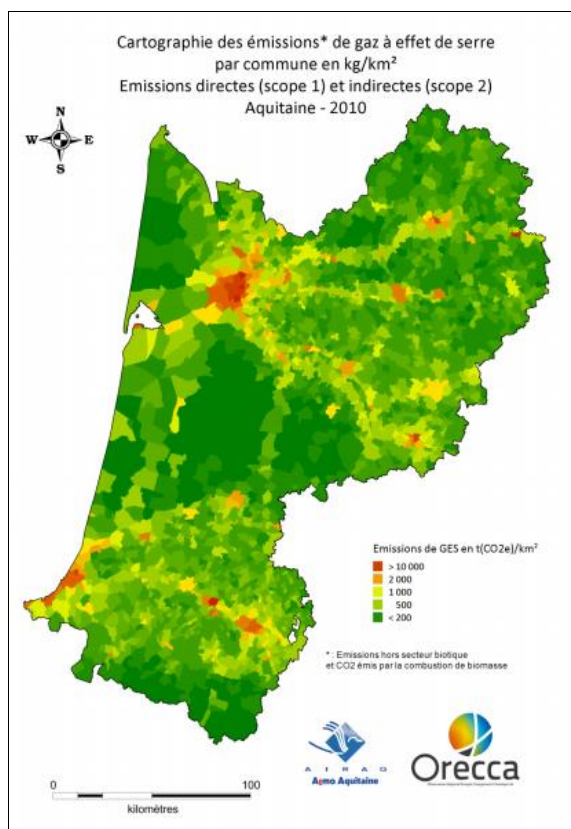 Cartographie des émissions* de gaz à effet de serre
par commune en kg/km²
Emissions directes (scope 1) et indirectes (scope 2)
Aquitaine - 2010
N
W E
S
Emissions de GES en t(CO2e)/km²
> 10 000
2 000
1 000
500
< 200
* : Emissions hors secteur biotique
et CO2 émis par la combustion de biomasse
0 100
kilomètres
A I R A Q
Atmo Aquitaine
Orecca